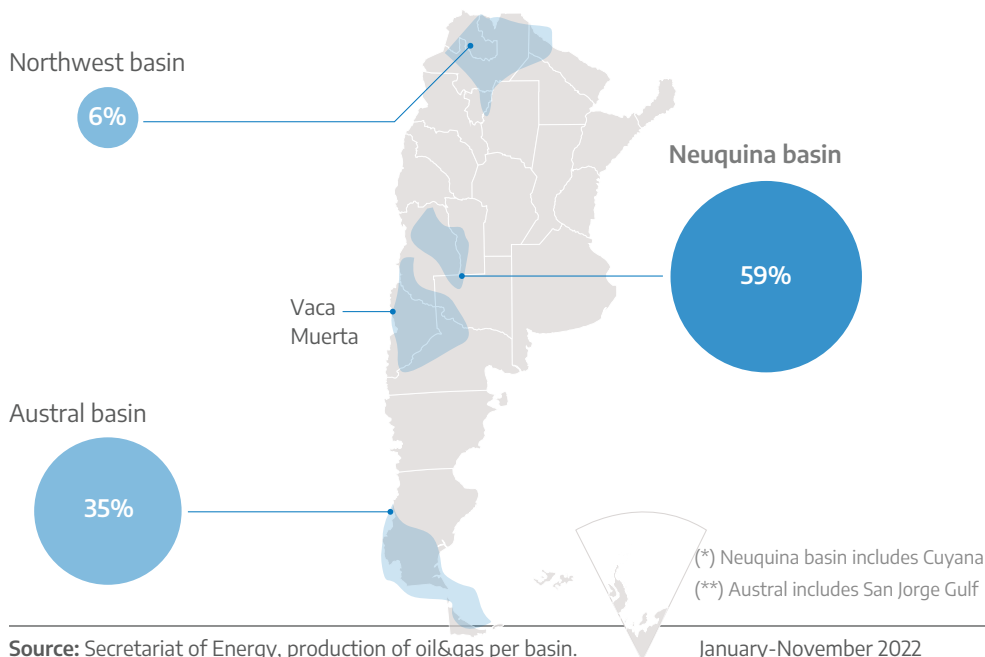 Northwest basin
6%
Neuquina basin
59%
Vaca
Muerta
Austral basin
35%
(*) Neuquina basin includes Cuyana
(**) Austral includes San Jorge Gulf
Source: Secretariat of Energy, production of oil&gas per basin.
January-November 2022